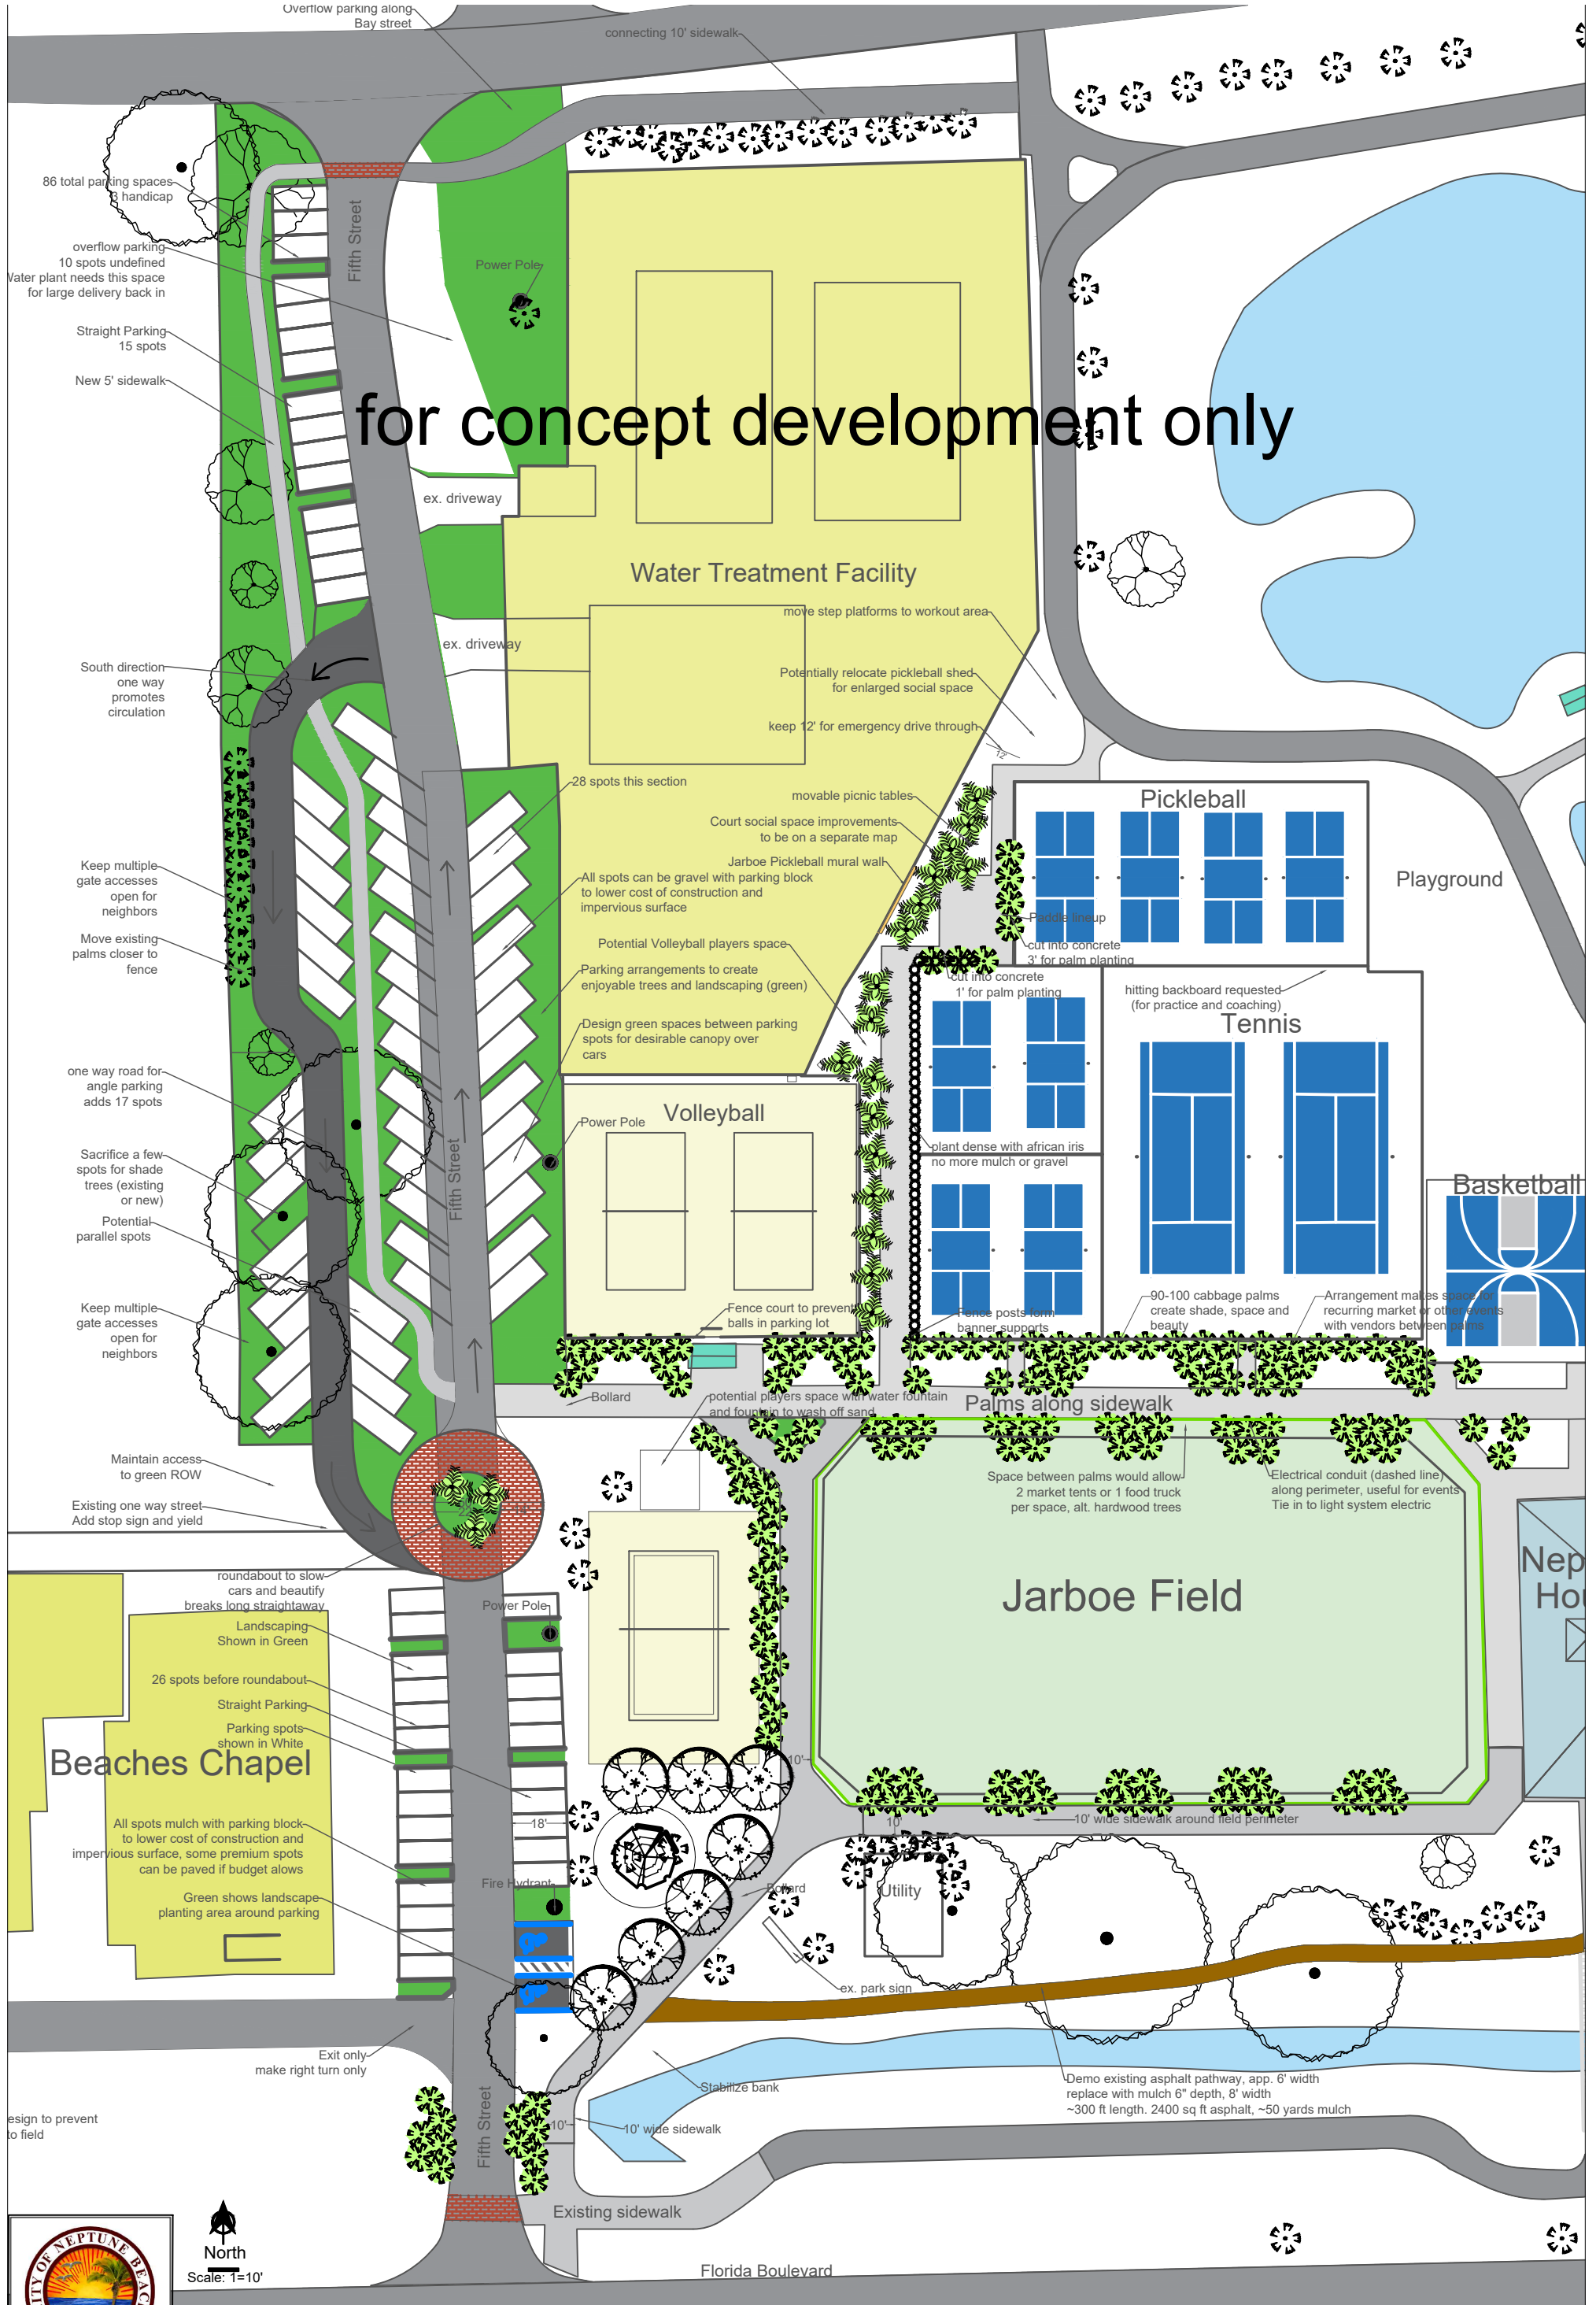 Overflow parking along
Bay street
connecting 10' sidewalk
86 total parking spaces
3 handicap
Fifth Street
overflow parking
10 spots undefined
Water plant needs this space
for large delivery back in
Power Pole
Straight Parking
15 spots
New 5' sidewalk
for concept development only
ex. driveway
Water Treatment Facility
move step platforms to workout area
ex. driveway
South direction
one way
promotes
circulation
Potentially relocate pickleball shed
for enlarged social space
keep 12' for emergency drive through
12'
28 spots this section
movable picnic tables
Pickleball
Court social space improvements
to be on a separate map
Jarboe Pickleball mural wall
Keep multiple
gate accesses
open for
neighbors
All spots can be gravel with parking block
to lower cost of construction and
impervious surface
Playground
Paddle lineup
Move existing
palms closer to
fence
Potential Volleyball players space
cut into concrete
3' for palm planting
Parking arrangements to create
enjoyable trees and landscaping (green)
cut into concrete
1' for palm planting
hitting backboard requested
(for practice and coaching)
Tennis
Design green spaces between parking
spots for desirable canopy over
cars
one way road for
angle parking
adds 17 spots
Volleyball
Power Pole
Fifth Street
plant dense with african iris
no more mulch or gravel
Sacrifice a few
spots for shade
trees (existing
or new)
Basketball
Potential
parallel spots
Keep multiple
gate accesses
open for
neighbors
Fence court to prevent
balls in parking lot
Fence posts form
banner supports
90-100 cabbage palms
create shade, space and
beauty
Arrangement makes space for
recurring market or other events
with vendors between palms
Bollard
potential players space with water fountain
and fountain to wash off sand
Palms along sidewalk
Maintain access
to green ROW
Space between palms would allow
2 market tents or 1 food truck
per space, alt. hardwood trees
Electrical conduit (dashed line)
along perimeter, useful for events
Tie in to light system electric
Existing one way street
Add stop sign and yield
Nep
Hou
roundabout to slow
cars and beautify
breaks long straightaway
Jarboe Field
Power Pole
Landscaping
Shown in Green
26 spots before roundabout
Straight Parking
Parking spots
shown in White
Beaches Chapel
10'
All spots mulch with parking block
to lower cost of construction and
impervious surface, some premium spots
can be paved if budget alows
18'
10'
10' wide sidewalk around field perimeter
Fire Hydrant
Bollard
Utility
Green shows landscape
planting area around parking
ex. park sign
Exit only
make right turn only
Stabilize bank
Demo existing asphalt pathway, app. 6' width
replace with mulch 6" depth, 8' width
~300 ft length. 2400 sq ft asphalt, ~50 yards mulch
esign to prevent
to field
Fifth Street
10'
10' wide sidewalk
Existing sidewalk
CITY OF NEPTUNE BEAC
North
Scale: 1=10'
Florida Boulevard